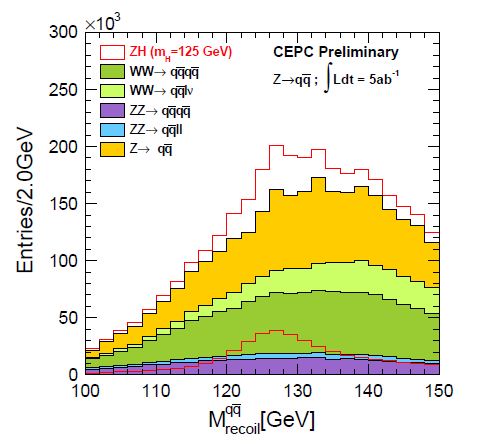 ×10³
300
250
200
150
100
50
0
Entries/2.0GeV
ZH (m_H=125 GeV)
WW→ qq̅qq̅
WW→ qq̅lν
ZZ→ qq̅qq̅
ZZ→ qq̅ll
Z→ qq̅
CEPC Preliminary
Z→qq̅ ; ∫Ldt = 5ab⁻¹
100 110 120 130 140 150
M^{qq̅}_{recoil}[GeV]